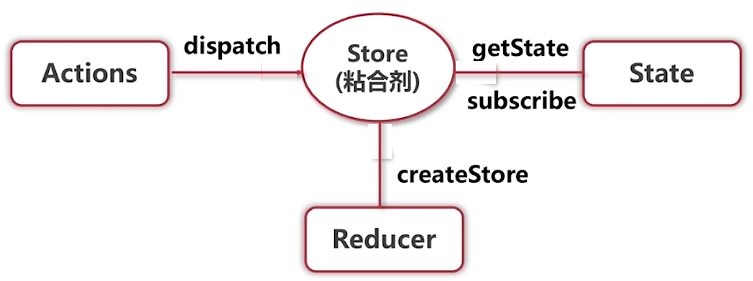 dispatch
Actions
Store
(粘合剂)
getState
subscribe
State
createStore
Reducer